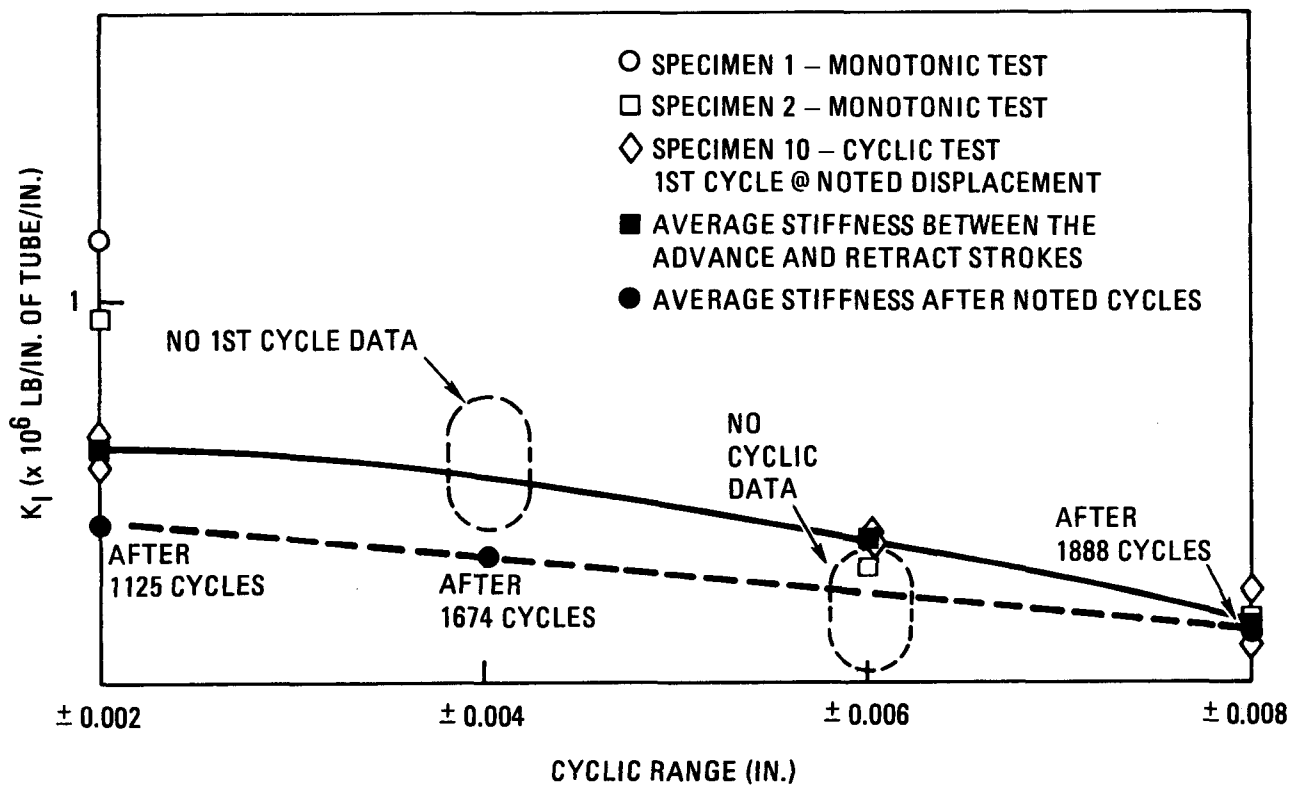 ○ SPECIMEN 1 – MONOTONIC TEST
□ SPECIMEN 2 – MONOTONIC TEST
◇ SPECIMEN 10 – CYCLIC TEST
1ST CYCLE @ NOTED DISPLACEMENT
■ AVERAGE STIFFNESS BETWEEN THE
ADVANCE AND RETRACT STROKES
● AVERAGE STIFFNESS AFTER NOTED CYCLES
K_I (x 10^6 LB/IN. OF TUBE/IN.)
1
NO 1ST CYCLE DATA
NO
CYCLIC
DATA
AFTER
1888 CYCLES
AFTER
1125 CYCLES
AFTER
1674 CYCLES
± 0.002
± 0.004
± 0.006
± 0.008
CYCLIC RANGE (IN.)